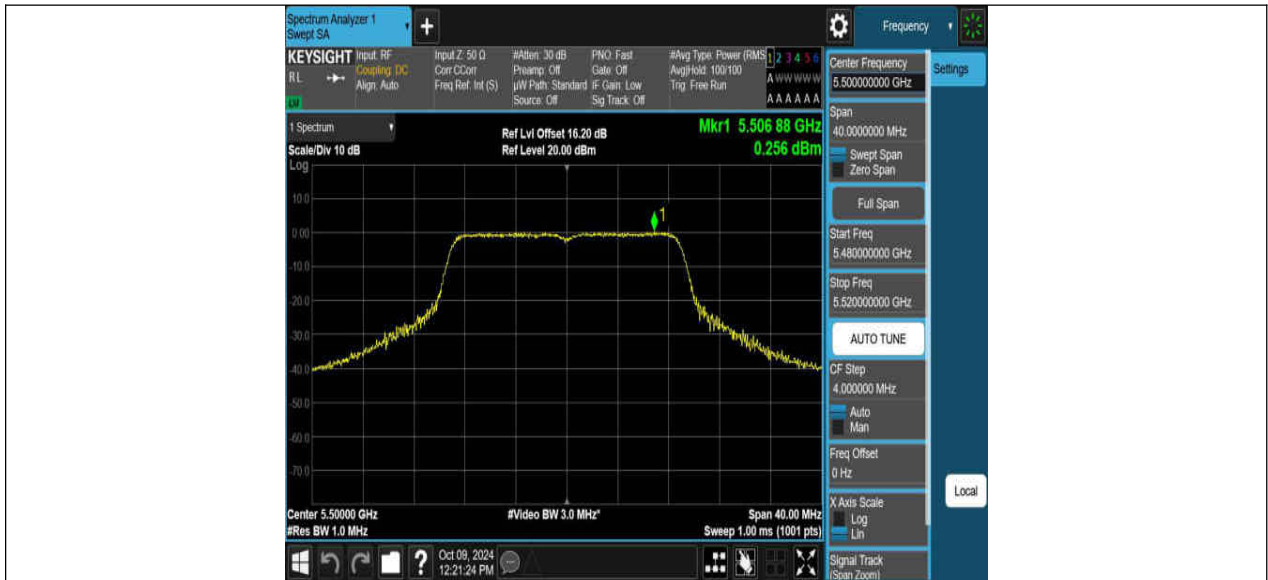 Spectrum Analyzer 1
Swept SA
+
Frequency
KEYSIGHT
RL
LXI
Input: RF
Coupling: DC
Align: Auto
Input Z: 50 Ω
Corr CCorr
Freq Ref: Int (S)
#Atten: 30 dB
Preamp: Off
µW Path: Standard
Source: Off
PNO: Fast
Gate: Off
IF Gain: Low
Sig Track: Off
#Avg Type: Power (RMS
Avg|Hold: 100/100
Trig: Free Run
1 2 3 4 5 6
A W W W W W
A A A A A A
1 Spectrum
Scale/Div 10 dB
Ref Lvl Offset 16.20 dB
Ref Level 20.00 dBm
Mkr1 5.506 88 GHz
0.256 dBm
Log
10.0
0.00
-10.0
-20.0
-30.0
-40.0
-50.0
-60.0
-70.0
1
Center 5.50000 GHz
#Res BW 1.0 MHz
#Video BW 3.0 MHz*
Span 40.00 MHz
Sweep 1.00 ms (1001 pts)
?
Oct 09, 2024
12:21:24 PM
Center Frequency
5.500000000 GHz
Settings
Span
40.0000000 MHz
Swept Span
Zero Span
Full Span
Start Freq
5.480000000 GHz
Stop Freq
5.520000000 GHz
AUTO TUNE
CF Step
4.000000 MHz
Auto
Man
Freq Offset
0 Hz
X Axis Scale
Log
Lin
Local
Signal Track
(Span Zoom)